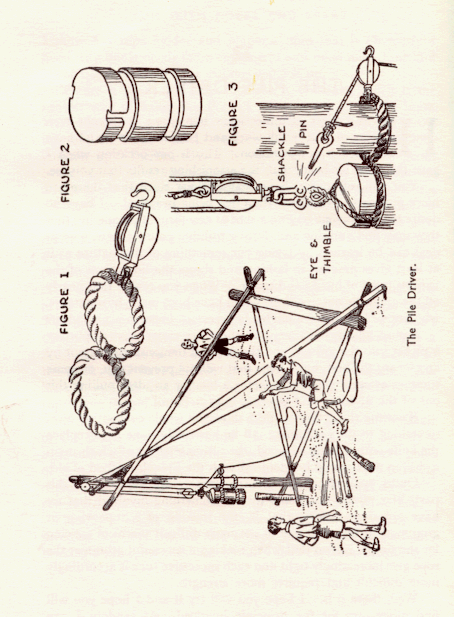 FIGURE 1
FIGURE 2
FIGURE 3
SHACKLE
PIN
EYE &
THIMBLE
The Pile Driver.